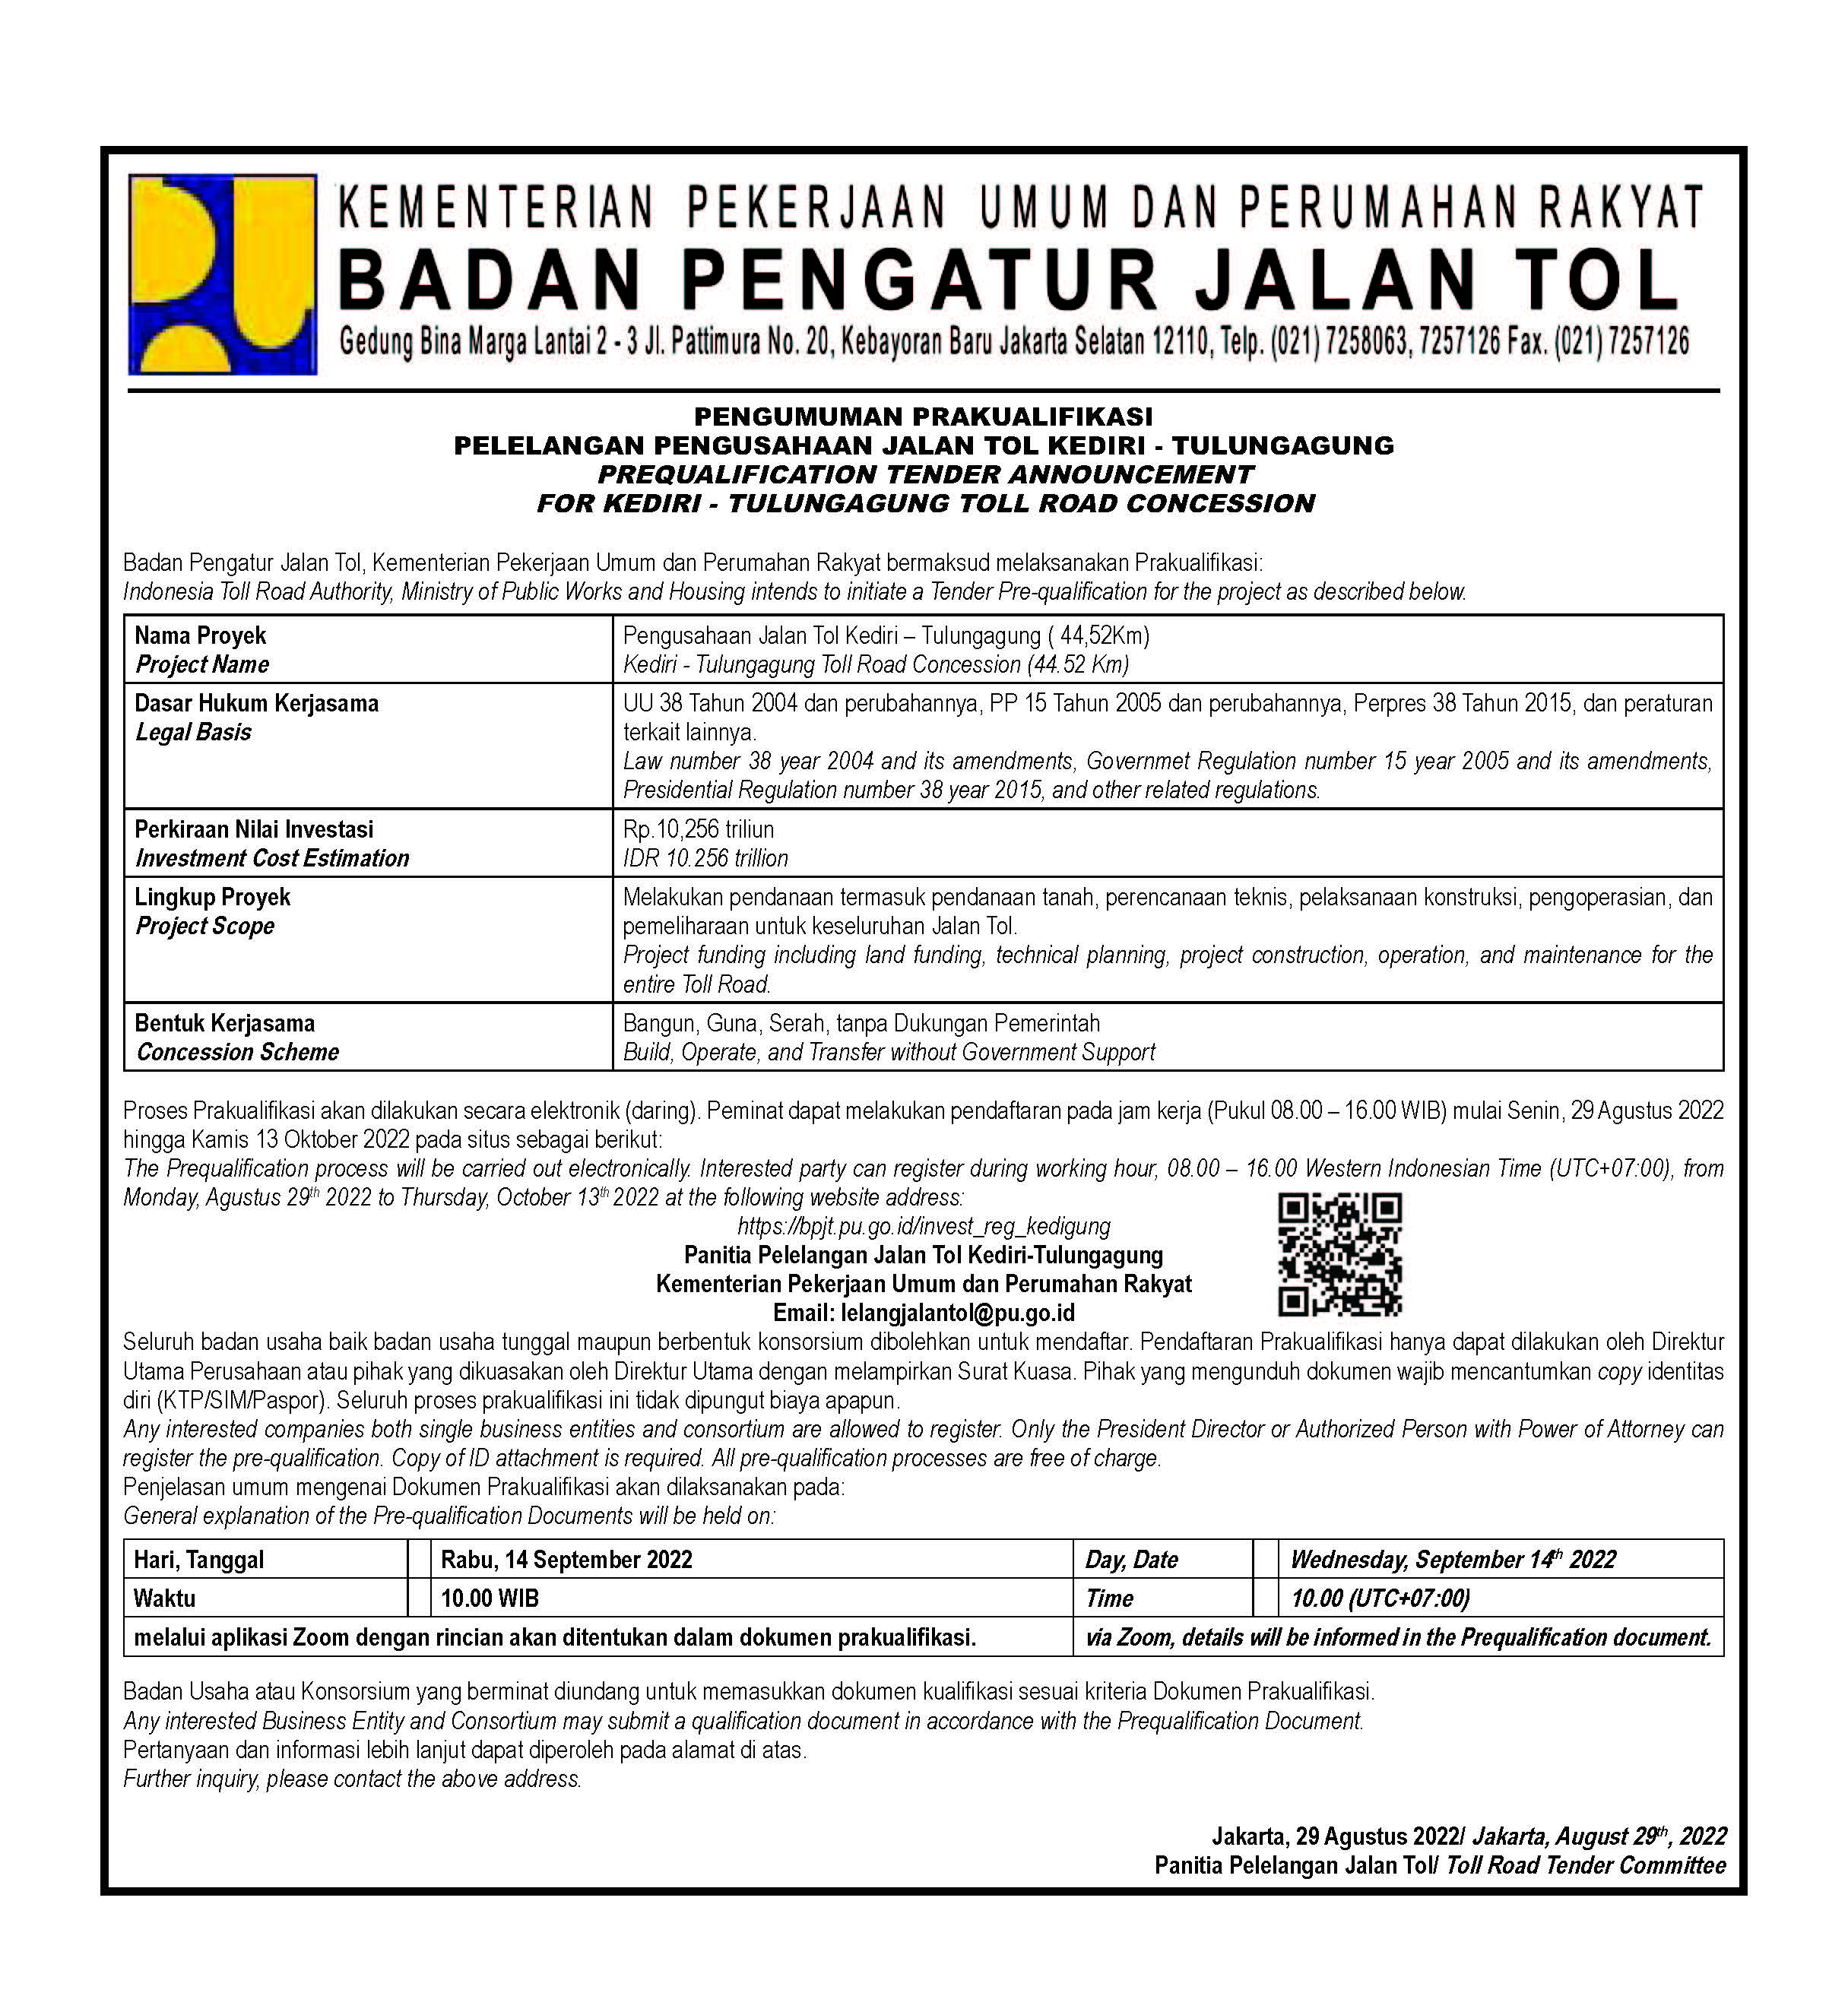 KEMENTERIAN PEKERJAAN UMUM DAN PERUMAHAN RAKYAT
BADAN PENGATUR JALAN TOL
Gedung Bina Marga Lantai 2 - 3 Jl. Pattimura No. 20, Kebayoran Baru Jakarta Selatan 12110, Telp. (021) 7258063, 7257126 Fax. (021) 7257126
PENGUMUMAN PRAKUALIFIKASI
PELELANGAN PENGUSAHAAN JALAN TOL KEDIRI - TULUNGAGUNG
PREQUALIFICATION TENDER ANNOUNCEMENT
FOR KEDIRI - TULUNGAGUNG TOLL ROAD CONCESSION
Badan Pengatur Jalan Tol, Kementerian Pekerjaan Umum dan Perumahan Rakyat bermaksud melaksanakan Prakualifikasi:
Indonesia Toll Road Authority, Ministry of Public Works and Housing intends to initiate a Tender Pre-qualification for the project as described below.
Nama Proyek
Project Name
Pengusahaan Jalan Tol Kediri – Tulungagung ( 44,52Km)
Kediri - Tulungagung Toll Road Concession (44.52 Km)
Dasar Hukum Kerjasama
Legal Basis
UU 38 Tahun 2004 dan perubahannya, PP 15 Tahun 2005 dan perubahannya, Perpres 38 Tahun 2015, dan peraturan
terkait lainnya.
Law number 38 year 2004 and its amendments, Governmet Regulation number 15 year 2005 and its amendments,
Presidential Regulation number 38 year 2015, and other related regulations.
Perkiraan Nilai Investasi
Investment Cost Estimation
Rp.10,256 triliun
IDR 10.256 trillion
Lingkup Proyek
Project Scope
Melakukan pendanaan termasuk pendanaan tanah, perencanaan teknis, pelaksanaan konstruksi, pengoperasian, dan
pemeliharaan untuk keseluruhan Jalan Tol.
Project funding including land funding, technical planning, project construction, operation, and maintenance for the
entire Toll Road.
Bentuk Kerjasama
Concession Scheme
Bangun, Guna, Serah, tanpa Dukungan Pemerintah
Build, Operate, and Transfer without Government Support
Proses Prakualifikasi akan dilakukan secara elektronik (daring). Peminat dapat melakukan pendaftaran pada jam kerja (Pukul 08.00 – 16.00 WIB) mulai Senin, 29 Agustus 2022
hingga Kamis 13 Oktober 2022 pada situs sebagai berikut:
The Prequalification process will be carried out electronically. Interested party can register during working hour, 08.00 – 16.00 Western Indonesian Time (UTC+07:00), from
Monday, Agustus 29th 2022 to Thursday, October 13th 2022 at the following website address:
https://bpjt.pu.go.id/invest_reg_kedigung
Panitia Pelelangan Jalan Tol Kediri-Tulungagung
Kementerian Pekerjaan Umum dan Perumahan Rakyat
Email: lelangjalantol@pu.go.id
Seluruh badan usaha baik badan usaha tunggal maupun berbentuk konsorsium dibolehkan untuk mendaftar. Pendaftaran Prakualifikasi hanya dapat dilakukan oleh Direktur
Utama Perusahaan atau pihak yang dikuasakan oleh Direktur Utama dengan melampirkan Surat Kuasa. Pihak yang mengunduh dokumen wajib mencantumkan copy identitas
diri (KTP/SIM/Paspor). Seluruh proses prakualifikasi ini tidak dipungut biaya apapun.
Any interested companies both single business entities and consortium are allowed to register. Only the President Director or Authorized Person with Power of Attorney can
register the pre-qualification. Copy of ID attachment is required. All pre-qualification processes are free of charge.
Penjelasan umum mengenai Dokumen Prakualifikasi akan dilaksanakan pada:
General explanation of the Pre-qualification Documents will be held on:
Hari, Tanggal Rabu, 14 September 2022 Day, Date Wednesday, September 14th 2022
Waktu 10.00 WIB Time 10.00 (UTC+07:00)
melalui aplikasi Zoom dengan rincian akan ditentukan dalam dokumen prakualifikasi. via Zoom, details will be informed in the Prequalification document.
Badan Usaha atau Konsorsium yang berminat diundang untuk memasukkan dokumen kualifikasi sesuai kriteria Dokumen Prakualifikasi.
Any interested Business Entity and Consortium may submit a qualification document in accordance with the Prequalification Document.
Pertanyaan dan informasi lebih lanjut dapat diperoleh pada alamat di atas.
Further inquiry, please contact the above address.
Jakarta, 29 Agustus 2022/ Jakarta, August 29th, 2022
Panitia Pelelangan Jalan Tol/ Toll Road Tender Committee